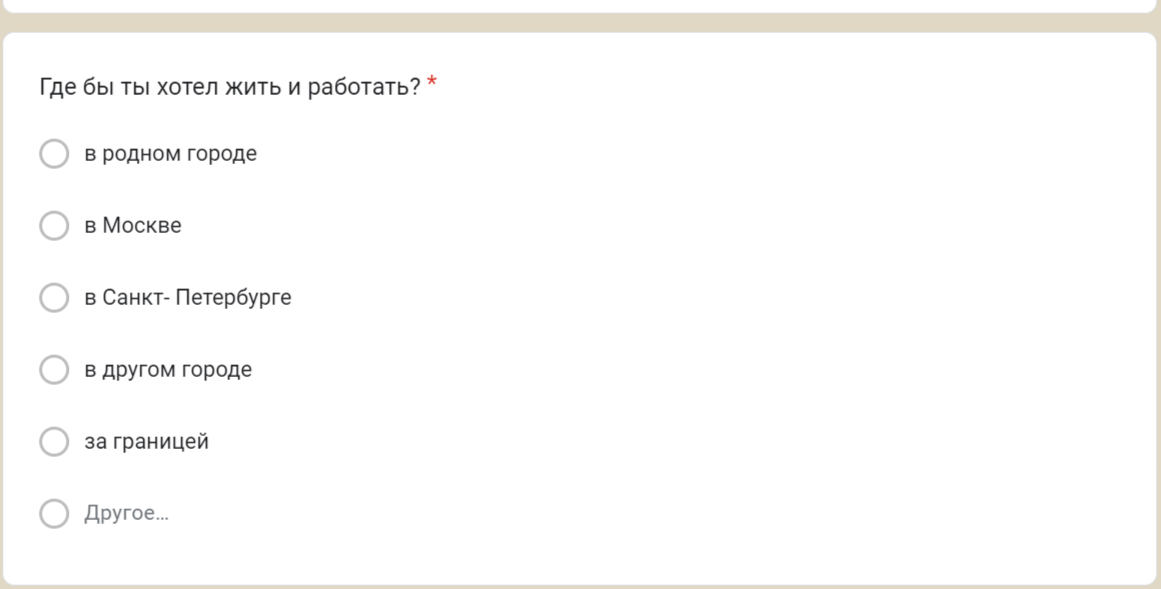 Где бы ты хотел жить и работать? *
в родном городе
в Москве
в Санкт- Петербурге
в другом городе
за границей
Другое...